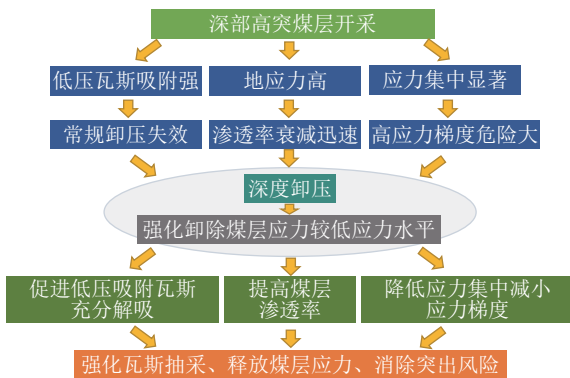 深部高突煤层开采
低压瓦斯吸附强
地应力高
应力集中显著
常规卸压失效
渗透率衰减迅速
高应力梯度危险大
深度卸压
强化卸除煤层应力较低应力水平
促进低压吸附瓦斯
充分解吸
提高煤层
渗透率
降低应力集中减小
应力梯度
强化瓦斯抽采、释放煤层应力、消除突出风险